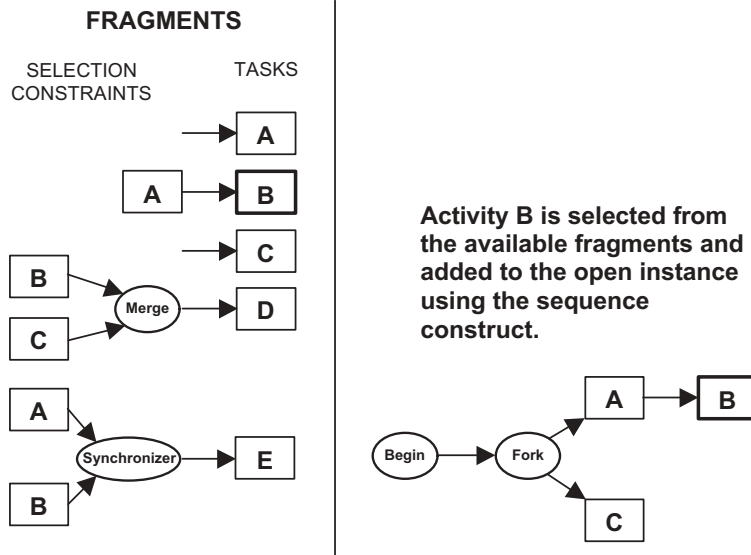 FRAGMENTS
SELECTION
CONSTRAINTS
TASKS
A
A
B
C
B
Merge
D
C
A
Synchronizer
E
B
Activity B is selected from
the available fragments and
added to the open instance
using the sequence
construct.
A
B
Begin
Fork
C